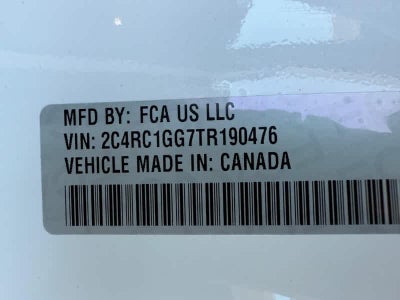 MFD BY: FCA US LLC
VIN: 2C4RC1GG7TR190476
VEHICLE MADE IN: CANADA